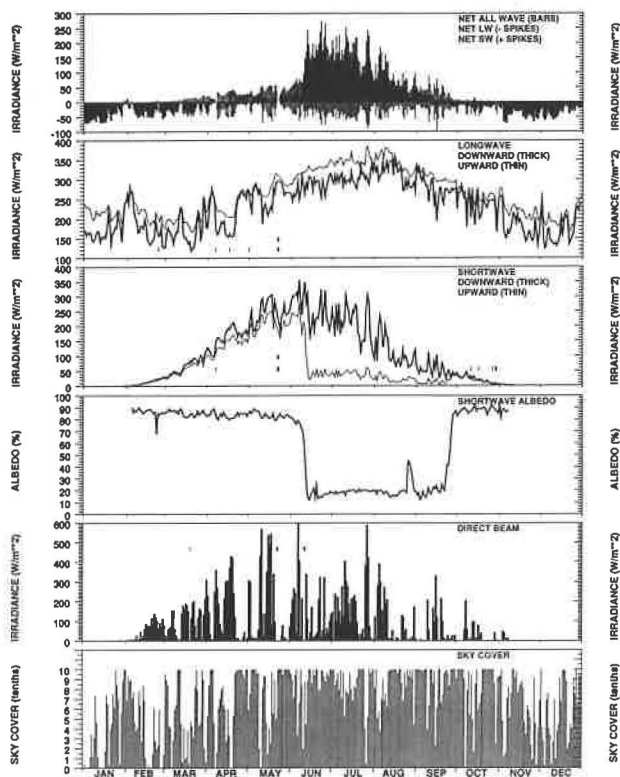 NET ALL WAVE (BARS)
NET LW (- SPIKES)
NET SW (+ SPIKES)
IRRADIANCE (W/m**2)
300
250
200
150
100
50
0
-50
-100
IRRADIANCE (W/m**2)
LONGWAVE
DOWNWARD (THICK)
UPWARD (THIN)
IRRADIANCE (W/m**2)
400
350
300
250
200
150
100
IRRADIANCE (W/m**2)
SHORTWAVE
DOWNWARD (THICK)
UPWARD (THIN)
IRRADIANCE (W/m**2)
400
350
300
250
200
150
100
50
0
IRRADIANCE (W/m**2)
SHORTWAVE ALBEDO
ALBEDO (%)
100
90
80
70
60
50
40
30
20
10
0
ALBEDO (%)
DIRECT BEAM
IRRADIANCE (W/m**2)
600
500
400
300
200
100
0
IRRADIANCE (W/m**2)
SKY COVER
SKY COVER (tenths)
10
9
8
7
6
5
4
3
2
1
0
SKY COVER (tenths)
JAN FEB MAR APR MAY JUN JUL AUG SEP OCT NOV DEC